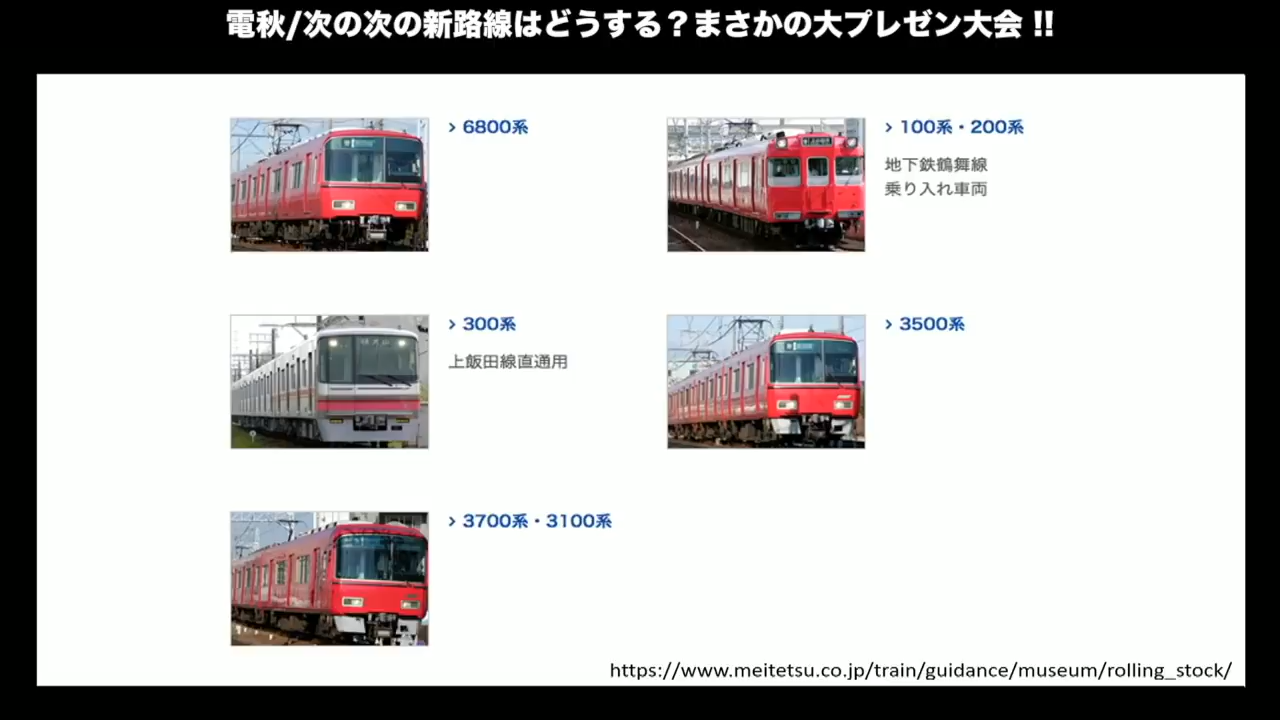 電秋/次の次の新路線はどうする？まさかの大プレゼン大会 !!
6800系
100系・200系
地下鉄鶴舞線
乗り入れ車両
300系
上飯田線直通用
3500系
3700系・3100系
https://www.meitetsu.co.jp/train/guidance/museum/rolling_stock/